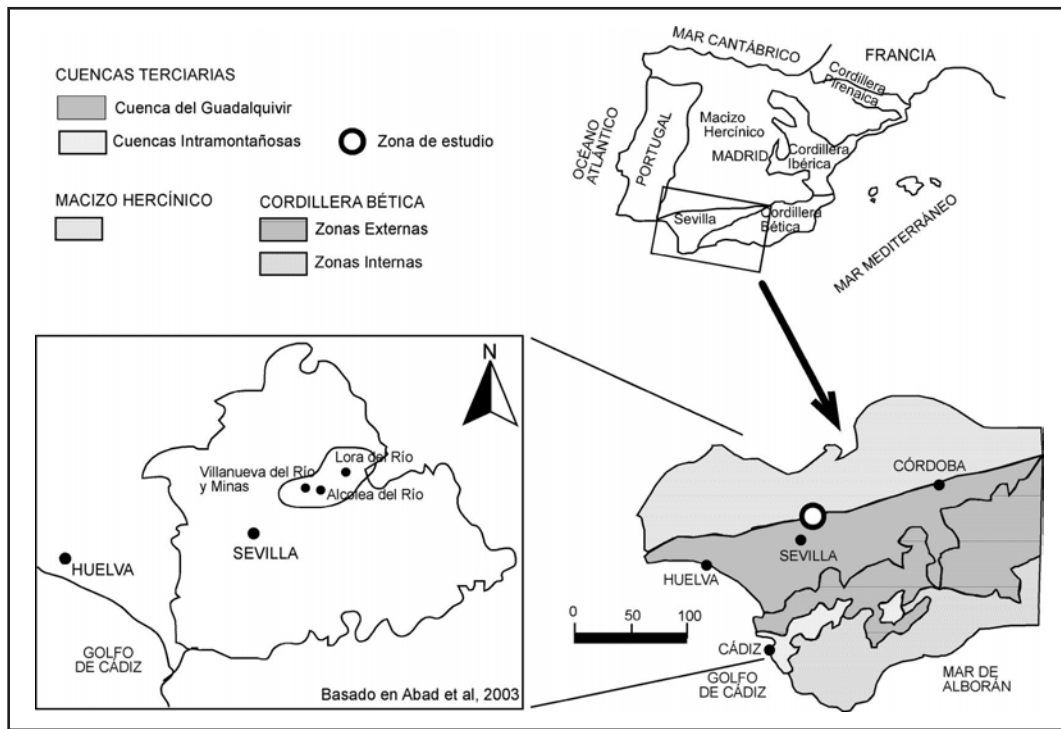 CUENCAS TERCIARIAS
Cuenca del Guadalquivir
Cuencas Intramontañosas
Zona de estudio
MACIZO HERCÍNICO
CORDILLERA BÉTICA
Zonas Externas
Zonas Internas
MAR CANTÁBRICO
FRANCIA
Cordillera
Pirenaica
OCÉANO
ATLÁNTICO
PORTUGAL
Macizo
Hercínico
MADRID
Cordillera
Ibérica
Sevilla
Cordillera
Bética
MAR MEDITERRÁNEO
N
Lora del Río
Villanueva del Río
y Minas
Alcolea del Río
SEVILLA
HUELVA
GOLFO
DE CÁDIZ
Basado en Abad et al, 2003
CÓRDOBA
SEVILLA
HUELVA
0 50 100
CÁDIZ
GOLFO
DE CÁDIZ
MAR DE
ALBORÁN